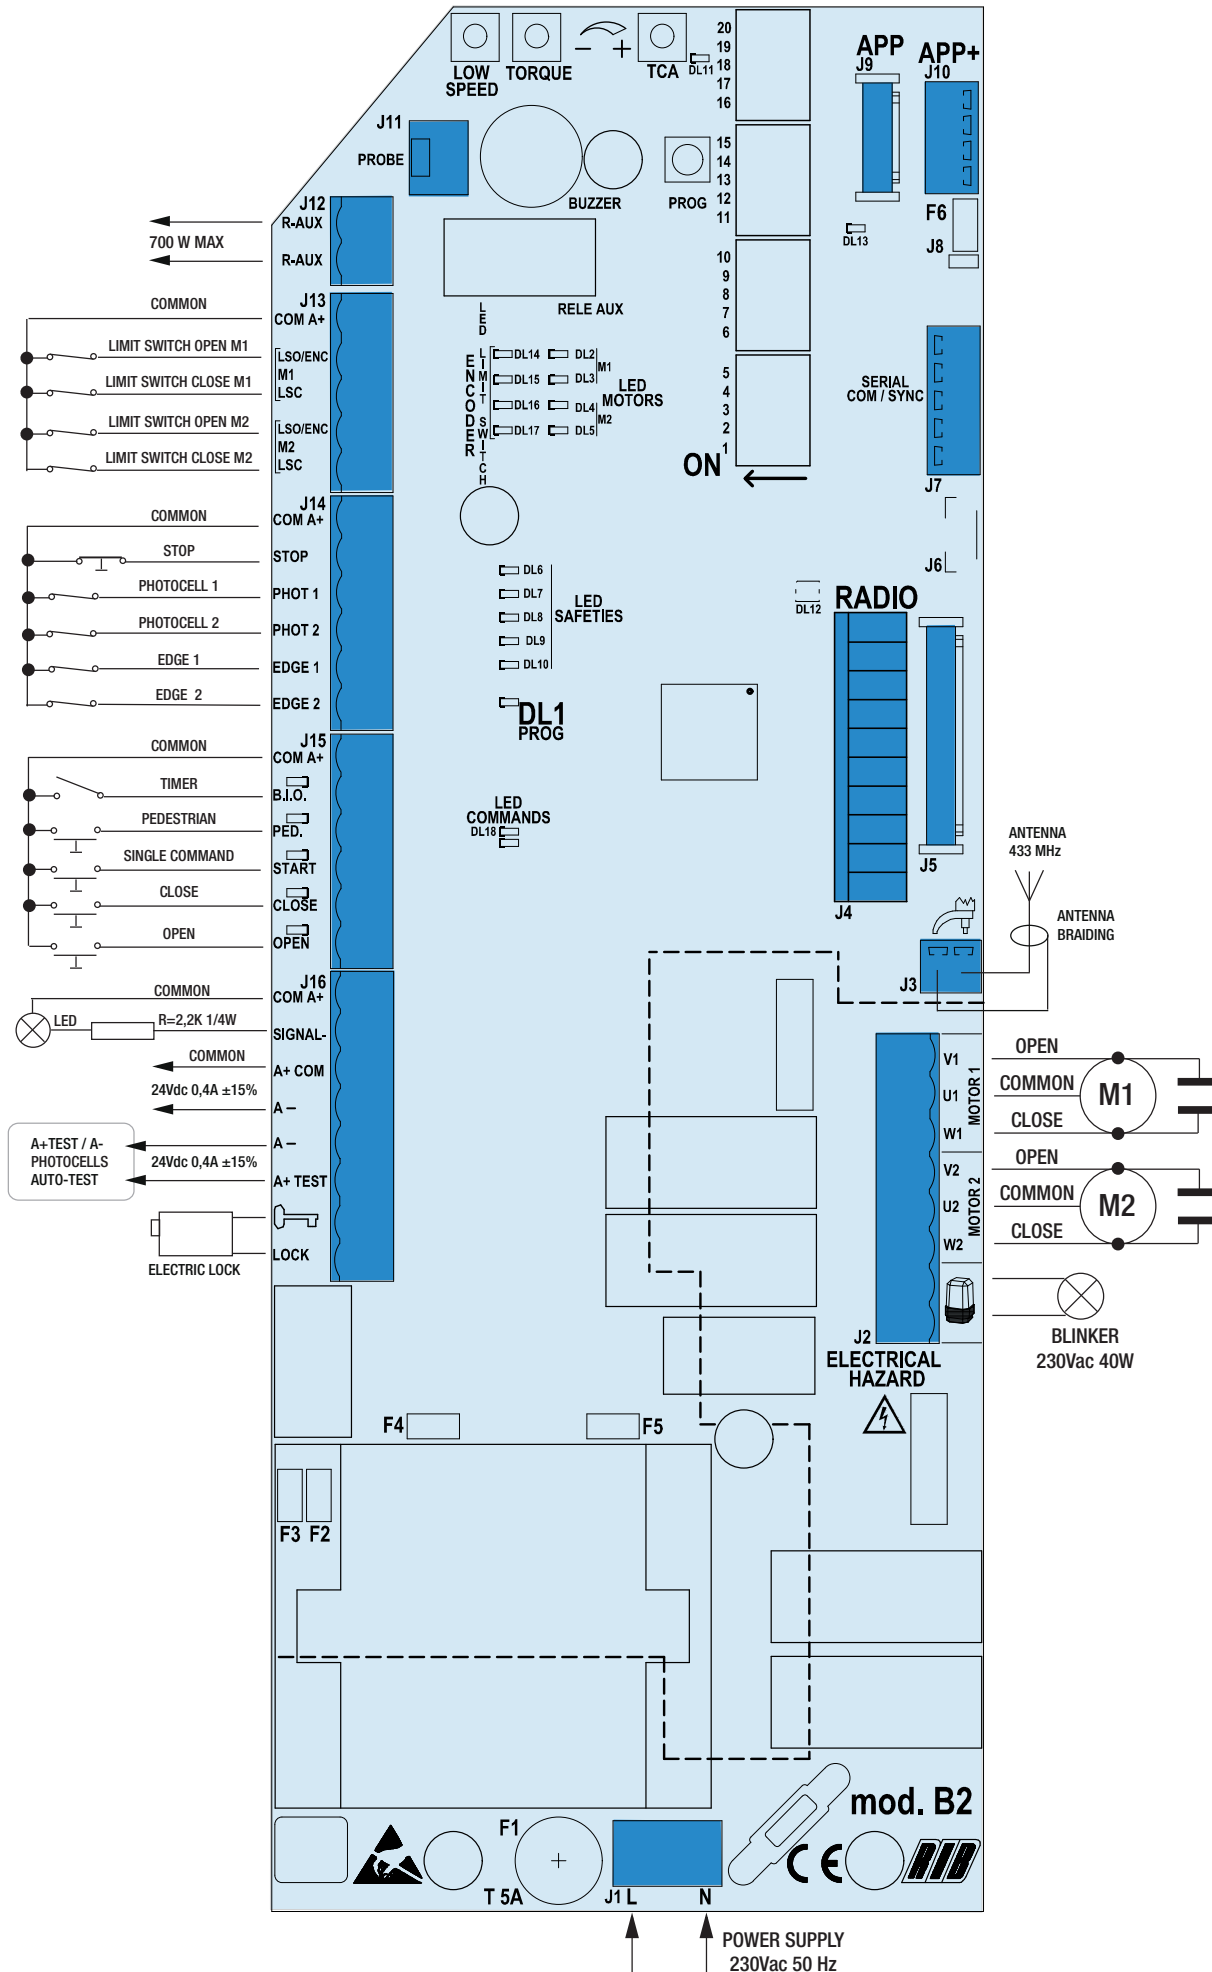 LOW
SPEED
TORQUE
− +
TCA
DL11
20
19
18
17
16
APP
J9
APP+
J10
J11
PROBE
BUZZER
PROG
15
14
13
12
11
F6
J8
DL13
J12
R-AUX
700 W MAX
R-AUX
RELE AUX
10
9
8
7
6
COMMON
J13
COM A+
LIMIT SWITCH OPEN M1
LSO/ENC
M1
LIMIT SWITCH CLOSE M1
LSC
LIMIT SWITCH OPEN M2
LSO/ENC
M2
LIMIT SWITCH CLOSE M2
LSC
LED LIMIT SWITCH
ENCODER
DL14
DL2
DL15
DL3
M1
DL16
DL4
DL17
DL5
M2
LED
MOTORS
5
4
3
2
1
ON
SERIAL
COM / SYNC
J7
COMMON
J14
COM A+
STOP
STOP
PHOTOCELL 1
PHOT 1
PHOTOCELL 2
PHOT 2
EDGE 1
EDGE 1
EDGE 2
EDGE 2
DL6
DL7
DL8
DL9
DL10
LED
SAFETIES
DL1
PROG
J6
DL12
RADIO
COMMON
J15
COM A+
TIMER
B.I.O.
PEDESTRIAN
PED.
SINGLE COMMAND
START
CLOSE
CLOSE
OPEN
OPEN
LED
COMMANDS
DL18
J5
J4
ANTENNA
433 MHz
ANTENNA
BRAIDING
J3
COMMON
J16
COM A+
LED
R=2,2K 1/4W
SIGNAL-
COMMON
A+ COM
24Vdc 0,4A ±15%
A −
A+TEST / A-
PHOTOCELLS
AUTO-TEST
A −
24Vdc 0,4A ±15%
A+ TEST
LOCK
ELECTRIC LOCK
V1
U1
W1
MOTOR 1
OPEN
COMMON
CLOSE
M1
V2
U2
W2
MOTOR 2
OPEN
COMMON
CLOSE
M2
J2
BLINKER
230Vac 40W
ELECTRICAL
HAZARD
F4
F5
F3
F2
mod. B2
F1
T 5A
J1 L
N
CE
RIB
POWER SUPPLY
230Vac 50 Hz